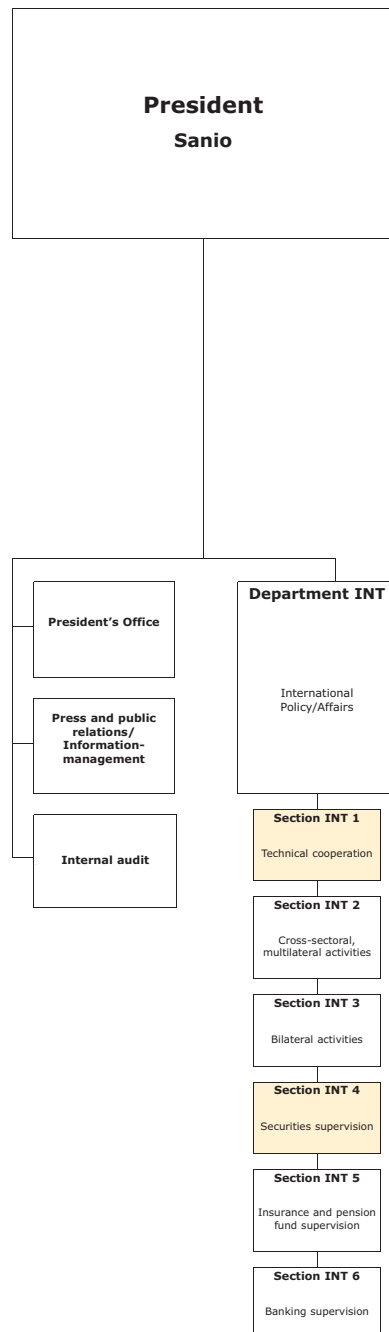 President
Sanio
President’s Office
Press and public
relations/
Information-
management
Internal audit
Department INT
International
Policy/Affairs
Section INT 1
Technical cooperation
Section INT 2
Cross-sectoral,
multilateral activities
Section INT 3
Bilateral activities
Section INT 4
Securities supervision
Section INT 5
Insurance and pension
fund supervision
Section INT 6
Banking supervision